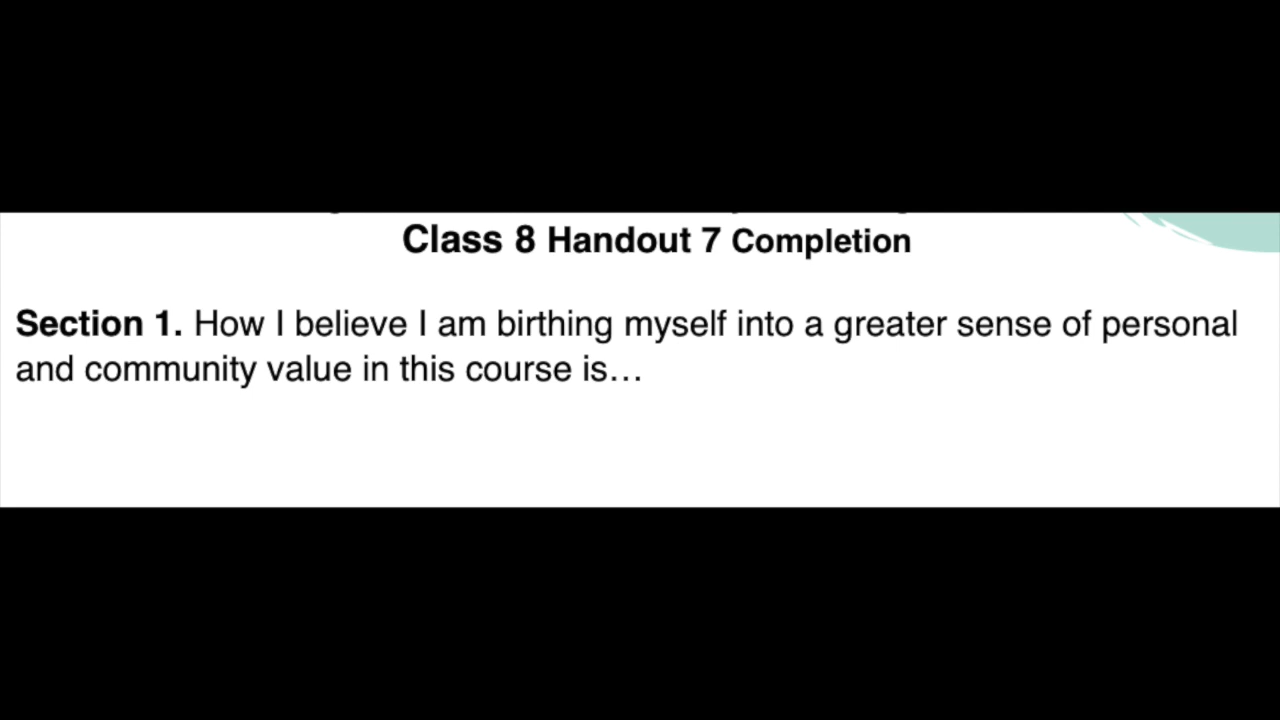 Class 8 Handout 7 Completion
Section 1. How I believe I am birthing myself into a greater sense of personal
and community value in this course is…